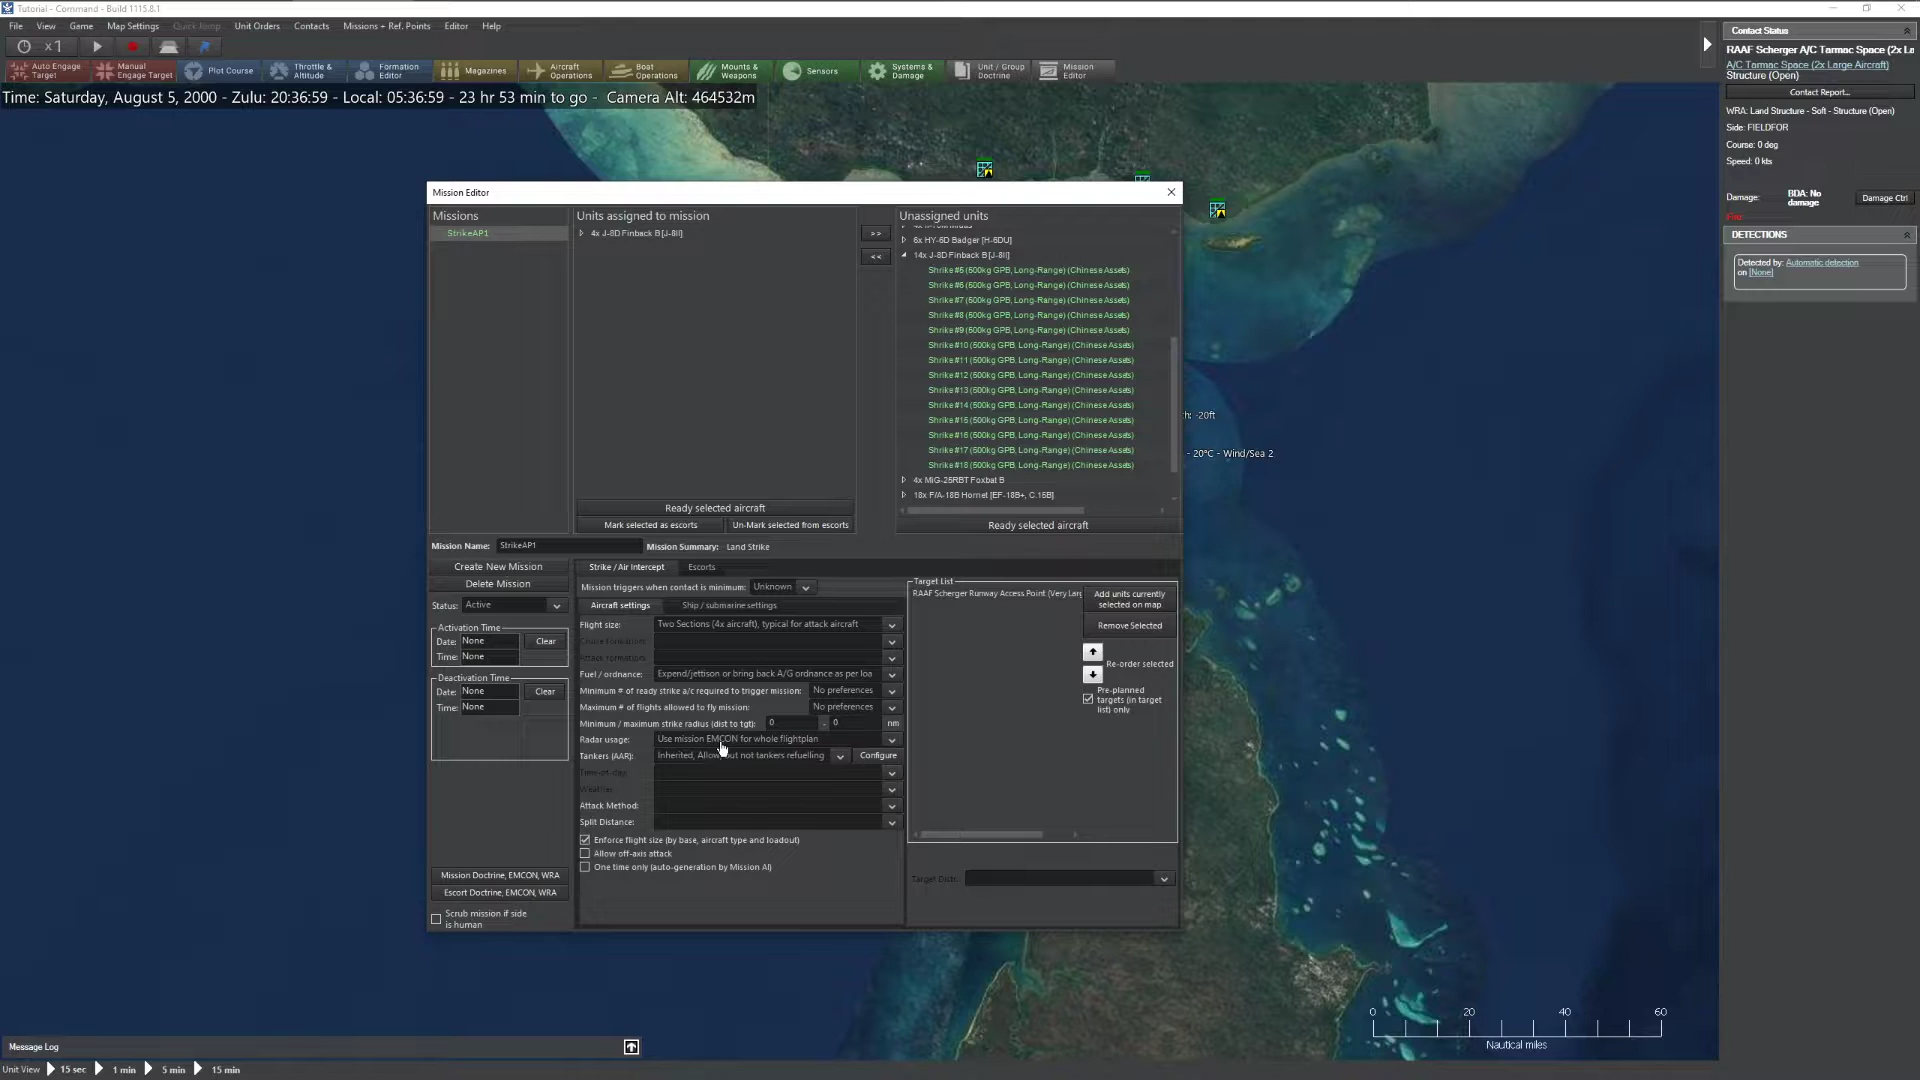 Tutorial - Command - Build 1115.8.1
File View Game Map Settings Quick Jump Unit Orders Contacts Missions + Ref. Points Editor Help
x1
Auto Engage Target
Manual Engage Target
Plot Course
Throttle & Altitude
Formation Editor
Magazines
Aircraft Operations
Boat Operations
Mounts & Weapons
Sensors
Systems & Damage
Unit / Group Doctrine
Mission Editor
Time: Saturday, August 5, 2000 - Zulu: 20:36:59 - Local: 05:36:59 - 23 hr 53 min to go - Camera Alt: 464532m
Contact Status
RAAF Scherger A/C Tarmac Space (2x La
A/C Tarmac Space (2x Large Aircraft)
Structure (Open)
Contact Report...
WRA: Land Structure - Soft - Structure (Open)
Side: FIELDFOR
Course: 0 deg
Speed: 0 kts
Damage:
BDA: No damage
Damage Ctrl
Fire:
DETECTIONS
Detected by: Automatic detection
on [None]
Mission Editor
Missions
StrikeAP1
Units assigned to mission
4x J-8D Finback B [J-8II]
>>
<<
Unassigned units
6x HY-6D Badger [H-6DU]
14x J-8D Finback B [J-8II]
Shrike #5 (500kg GPB, Long-Range) (Chinese Assets)
Shrike #6 (500kg GPB, Long-Range) (Chinese Assets)
Shrike #7 (500kg GPB, Long-Range) (Chinese Assets)
Shrike #8 (500kg GPB, Long-Range) (Chinese Assets)
Shrike #9 (500kg GPB, Long-Range) (Chinese Assets)
Shrike #10 (500kg GPB, Long-Range) (Chinese Assets)
Shrike #11 (500kg GPB, Long-Range) (Chinese Assets)
Shrike #12 (500kg GPB, Long-Range) (Chinese Assets)
Shrike #13 (500kg GPB, Long-Range) (Chinese Assets)
Shrike #14 (500kg GPB, Long-Range) (Chinese Assets)
Shrike #15 (500kg GPB, Long-Range) (Chinese Assets)
Shrike #16 (500kg GPB, Long-Range) (Chinese Assets)
Shrike #17 (500kg GPB, Long-Range) (Chinese Assets)
Shrike #18 (500kg GPB, Long-Range) (Chinese Assets)
4x MiG-25RBT Foxbat B
18x F/A-18B Hornet [EF-18B+, C.15B]
Ready selected aircraft
Mark selected as escorts
Un-Mark selected from escorts
Ready selected aircraft
Mission Name: StrikeAP1 Mission Summary: Land Strike
Create New Mission
Delete Mission
Status: Active
Activation Time
Date: None Clear
Time: None
Deactivation Time
Date: None Clear
Time: None
Mission Doctrine, EMCON, WRA
Escort Doctrine, EMCON, WRA
Scrub mission if side is human
Strike / Air Intercept Escorts
Mission triggers when contact is minimum: Unknown
Aircraft settings Ship / submarine settings
Flight size: Two Sections (4x aircraft), typical for attack aircraft
Cruise formation:
Attack formation:
Fuel / ordnance: Expend/jettison or bring back A/G ordnance as per loa
Minimum # of ready strike a/c required to trigger mission: No preferences
Maximum # of flights allowed to fly mission: No preferences
Minimum / maximum strike radius (dist to tgt): 0 - 0 nm
Radar usage: Use mission EMCON for whole flightplan
Tankers (AAR): Inherited, Allow, but not tankers refuelling Configure
Time-of-day:
Weather:
Attack Method:
Split Distance:
Enforce flight size (by base, aircraft type and loadout)
Allow off-axis attack
One time only (auto-generation by Mission AI)
Target List
RAAF Scherger Runway Access Point (Very Larg
Add units currently selected on map
Remove Selected
Re-order selected
Pre-planned targets (in target list) only
th: -20ft
- 20°C - Wind/Sea 2
0 20 40 60
Nautical miles
Message Log
Unit View 15 sec 1 min 5 min 15 min